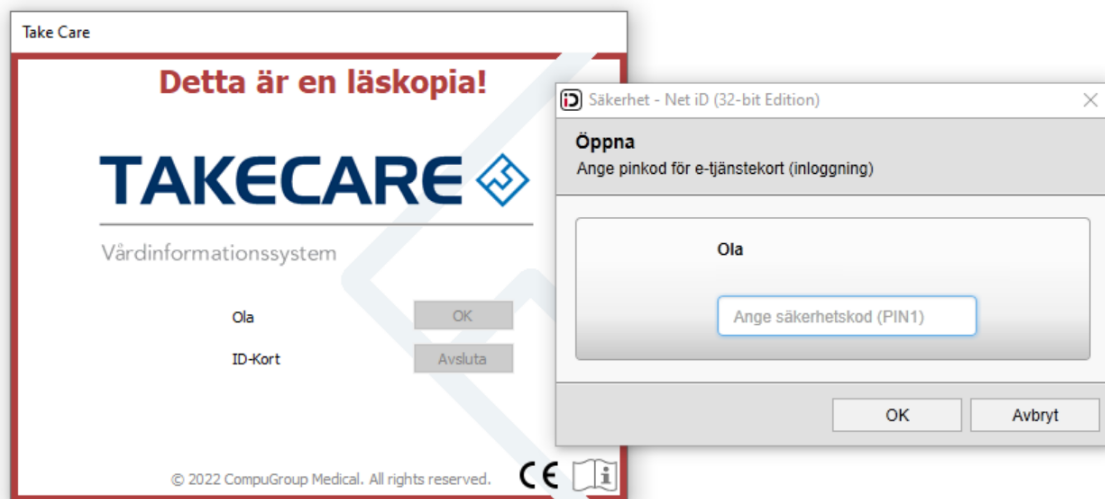 Take Care
Detta är en läskopia!
TAKECARE
Vårdinformationssystem
Ola
OK
ID-Kort
Avsluta
© 2022 CompuGroup Medical. All rights reserved.
CE
i
iD
Säkerhet - Net iD (32-bit Edition)
Öppna
Ange pinkod för e-tjänstekort (inloggning)
Ola
Ange säkerhetskod (PIN1)
OK
Avbryt